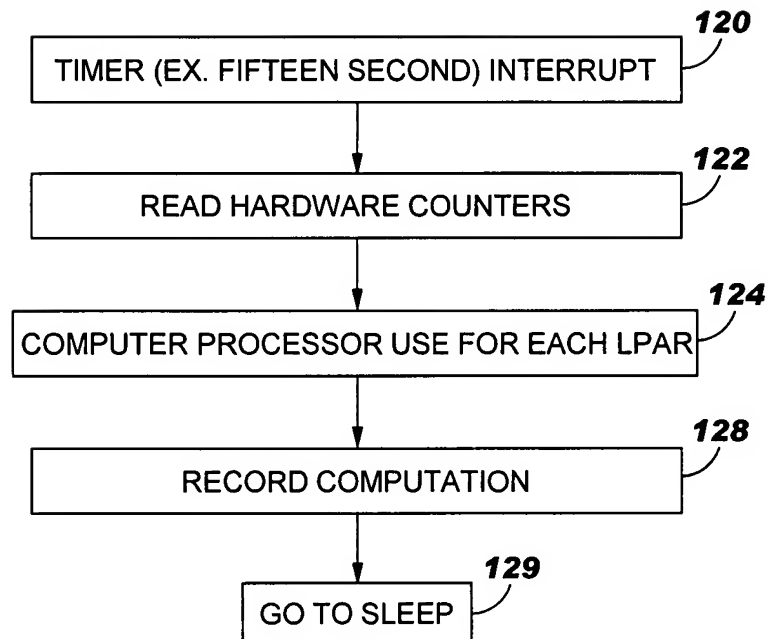 120
TIMER (EX. FIFTEEN SECOND) INTERRUPT
122
READ HARDWARE COUNTERS
124
COMPUTER PROCESSOR USE FOR EACH LPAR
128
RECORD COMPUTATION
129
GO TO SLEEP